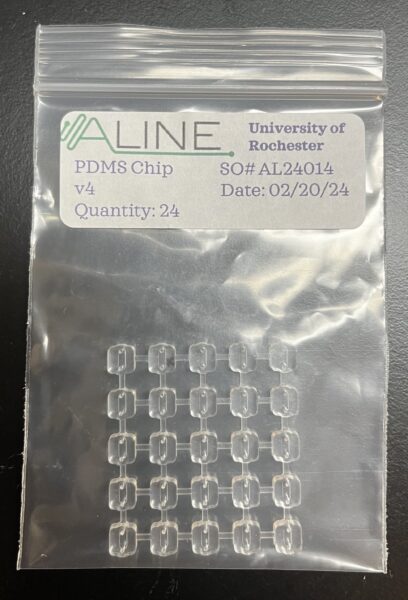 ALINE
University of
Rochester
PDMS Chip
SO# AL24014
v4
Date: 02/20/24
Quantity: 24